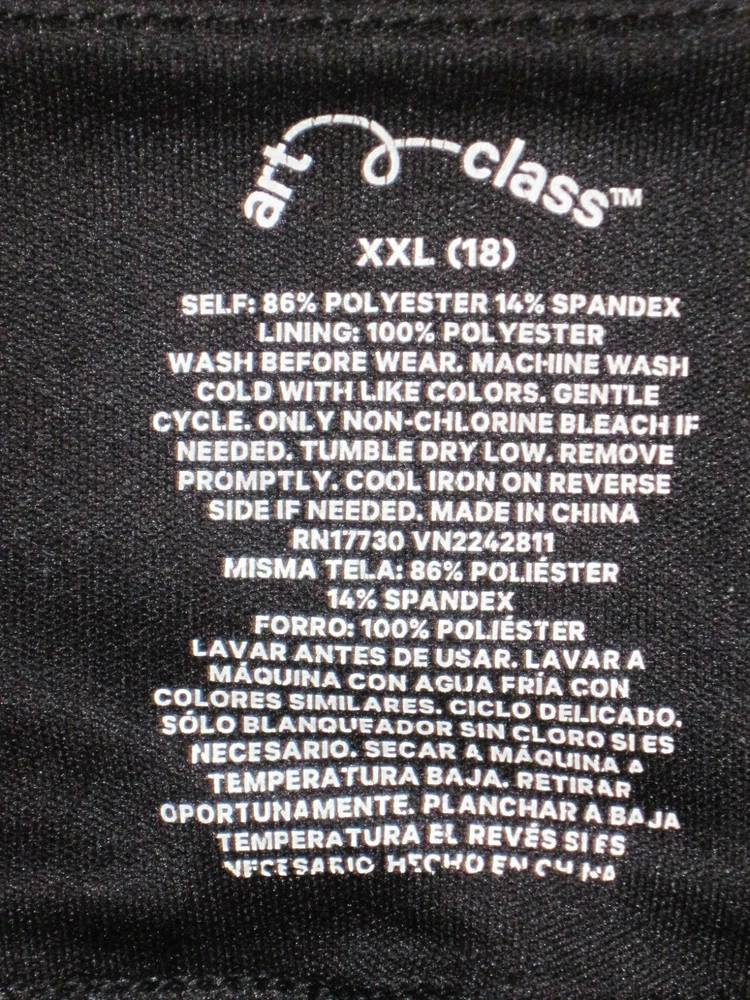 art class™
XXL (18)
SELF: 86% POLYESTER 14% SPANDEX
LINING: 100% POLYESTER
WASH BEFORE WEAR. MACHINE WASH
COLD WITH LIKE COLORS. GENTLE
CYCLE. ONLY NON-CHLORINE BLEACH IF
NEEDED. TUMBLE DRY LOW. REMOVE
PROMPTLY. COOL IRON ON REVERSE
SIDE IF NEEDED. MADE IN CHINA
RN17730 VN2242811
MISMA TELA: 86% POLIÉSTER
14% SPANDEX
FORRO: 100% POLIÉSTER
LAVAR ANTES DE USAR. LAVAR A
MÁQUINA CON AGUA FRÍA CON
COLORES SIMILARES. CICLO DELICADO.
SÓLO BLANQUEADOR SIN CLORO SI ES
NECESARIO. SECAR A MÁQUINA A
TEMPERATURA BAJA. RETIRAR
OPORTUNAMENTE. PLANCHAR A BAJA
TEMPERATURA EL REVÉS SI ES
NECESARIO HECHO EN CHINA